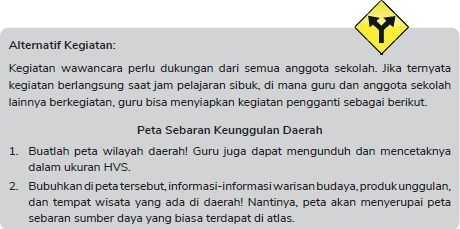 Alternatif Kegiatan:
Kegiatan wawancara perlu dukungan dari semua anggota sekolah. Jika ternyata
kegiatan berlangsung saat jam pelajaran sibuk, di mana guru dan anggota sekolah
lainnya berkegiatan, guru bisa menyiapkan kegiatan pengganti sebagai berikut.
Peta Sebaran Keunggulan Daerah
1. Buatlah peta wilayah daerah! Guru juga dapat mengunduh dan mencetaknya
dalam ukuran HVS.
2. Bubuhkan di peta tersebut, informasi-informasi warisan budaya, produk unggulan,
dan tempat wisata yang ada di daerah! Nantinya, peta akan menyerupai peta
sebaran sumber daya yang biasa terdapat di atlas.